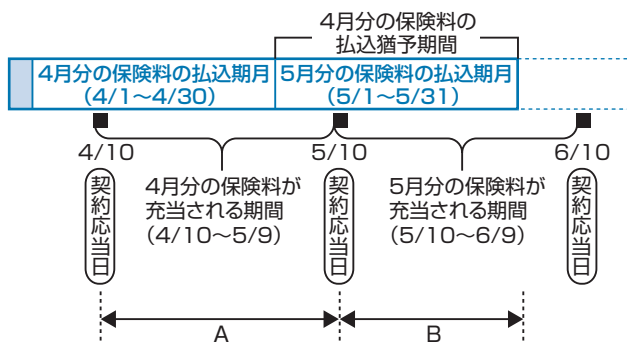 4月分の保険料の
払込猶予期間
4月分の保険料の払込期月
(4/1〜4/30)
5月分の保険料の払込期月
(5/1〜5/31)
4/10
5/10
6/10
契約応当日
4月分の保険料が
充当される期間
(4/10〜5/9)
契約応当日
5月分の保険料が
充当される期間
(5/10〜6/9)
契約応当日
A
B